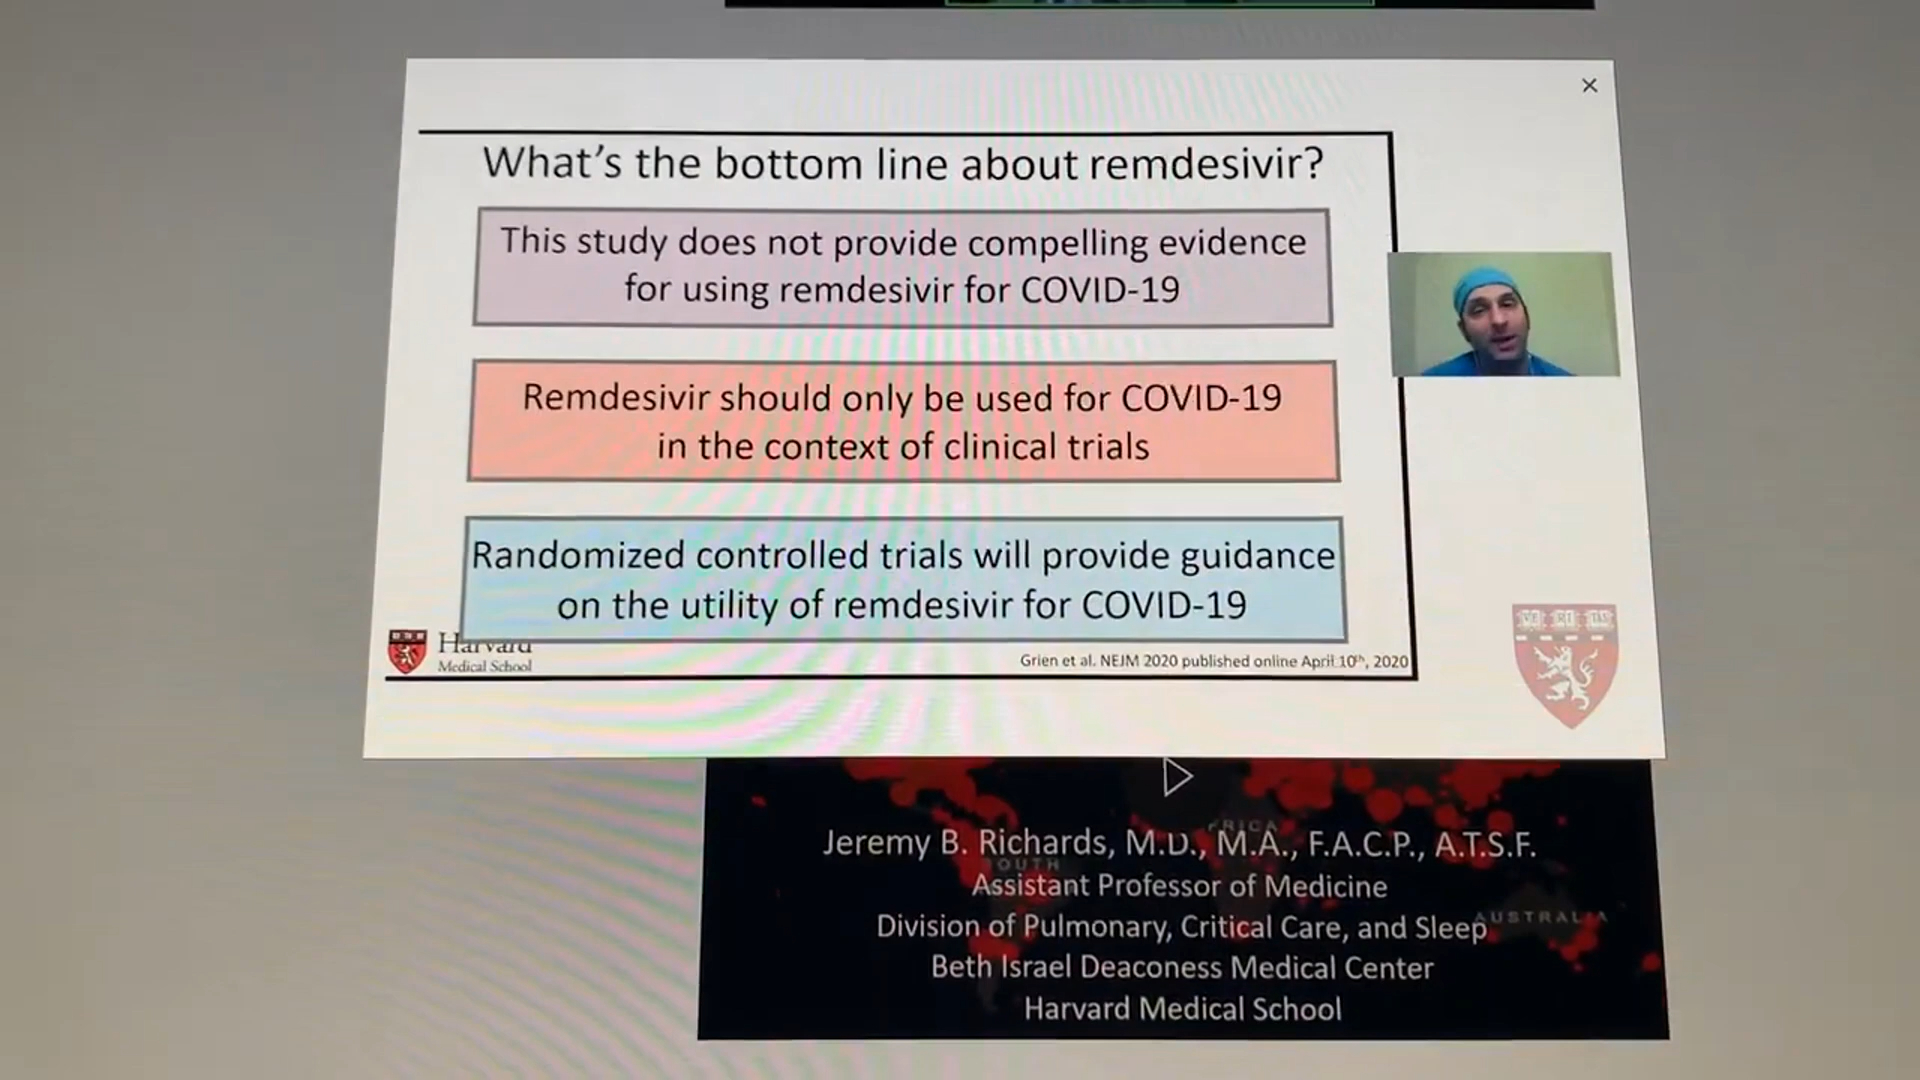 What's the bottom line about remdesivir?
This study does not provide compelling evidence
for using remdesivir for COVID-19
Remdesivir should only be used for COVID-19
in the context of clinical trials
Randomized controlled trials will provide guidance
on the utility of remdesivir for COVID-19
Harvard
Medical School
Grien et al. NEJM 2020 published online April 10th, 2020
VE RI TAS
Jeremy B. Richards, M.D., M.A., F.A.C.P., A.T.S.F.
Assistant Professor of Medicine
AUSTRALIA
Division of Pulmonary, Critical Care, and Sleep
Beth Israel Deaconess Medical Center
Harvard Medical School